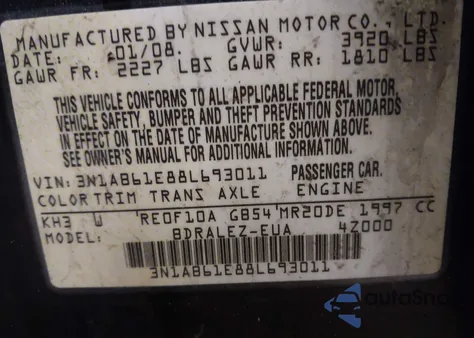 MANUFACTURED BY NISSAN MOTOR CO., LTD.
DATE: 01/08. GVWR: 3920 LBS
GAWR FR: 2227 LBS GAWR RR: 1810 LBS
THIS VEHICLE CONFORMS TO ALL APPLICABLE FEDERAL MOTOR
VEHICLE SAFETY, BUMPER AND THEFT PREVENTION STANDARDS
IN EFFECT ON THE DATE OF MANUFACTURE SHOWN ABOVE.
SEE OWNER'S MANUAL FOR ADDITIONAL INFORMATION.
VIN: 3N1AB61E88L693011 PASSENGER CAR.
COLOR TRIM TRANS AXLE ENGINE
KH3 W 'RE0F10A GB54'MR20DE 1997 CC
MODEL: BDRALEZ-EUA 4Z000
3N1AB61E88L693011